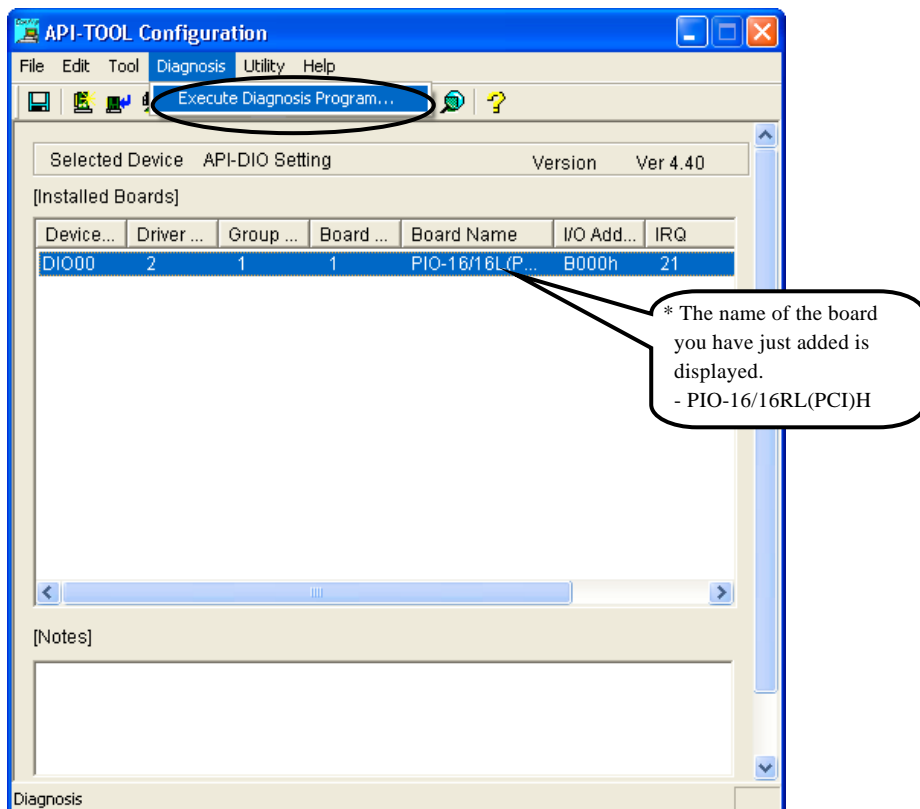 API-TOOL Configuration
File Edit Tool Diagnosis Utility Help
Execute Diagnosis Program...
Selected Device API-DIO Setting Version Ver 4.40
[Installed Boards]
Device... Driver ... Group ... Board ... Board Name I/O Add... IRQ
DIO00 2 1 1 PIO-16/16L(P... B000h 21
* The name of the board
you have just added is
displayed.
- PIO-16/16RL(PCI)H
[Notes]
Diagnosis